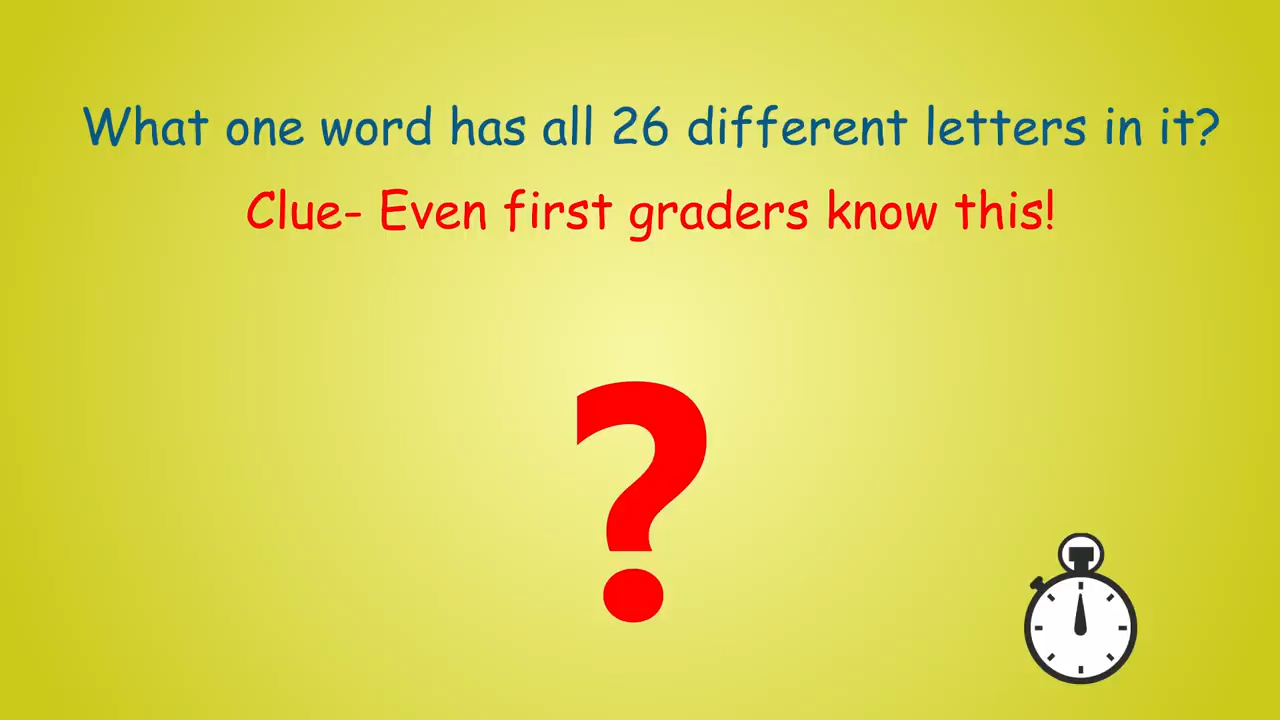 What one word has all 26 different letters in it?
Clue- Even first graders know this!
?